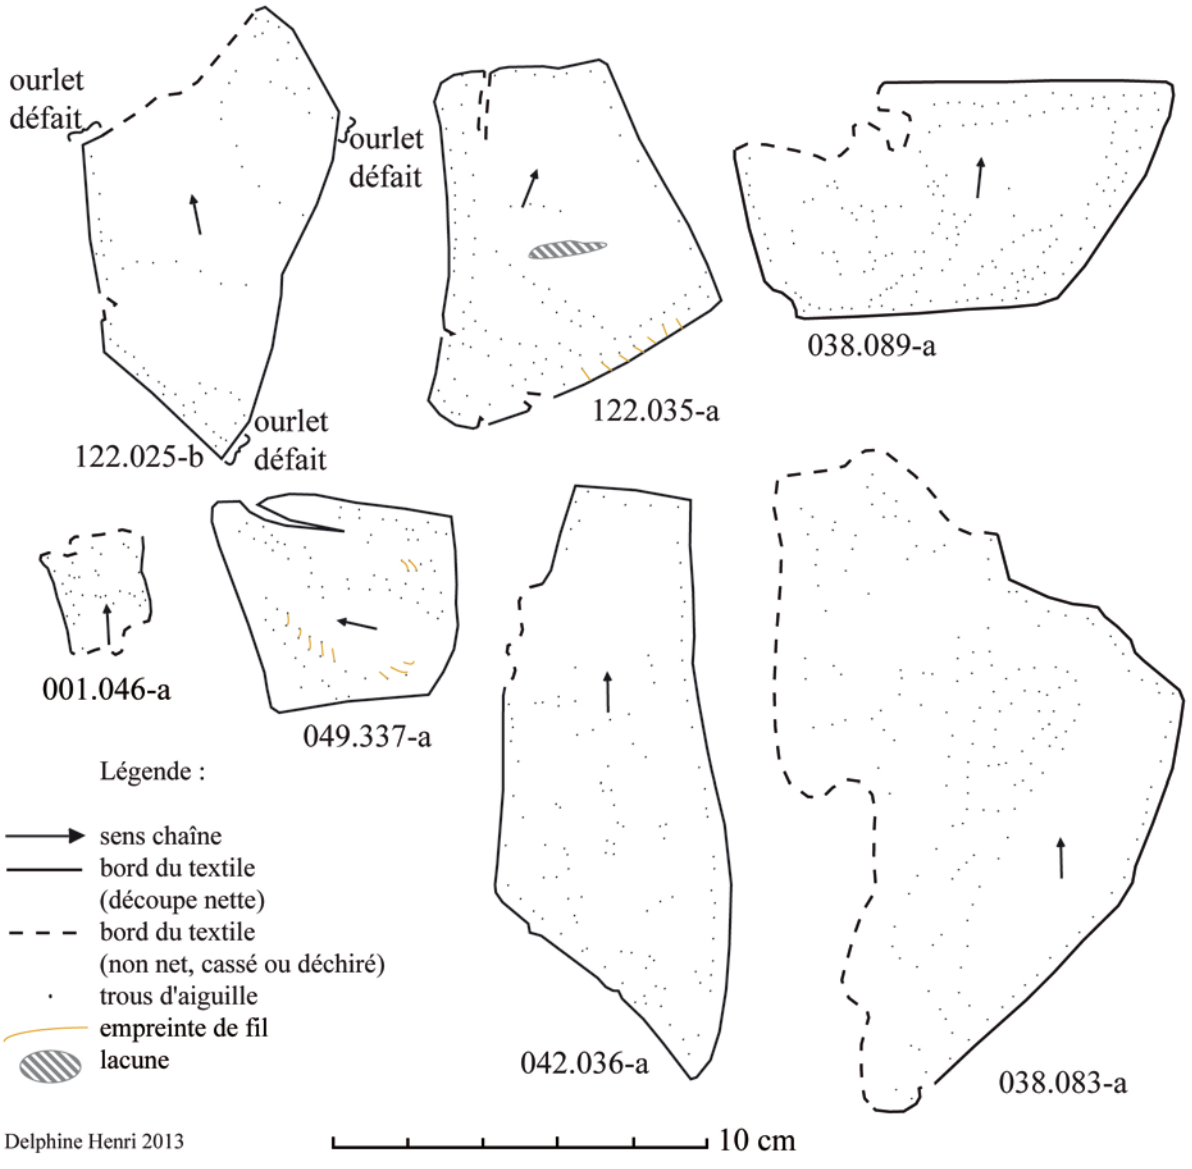 ourlet
défait
ourlet
défait
038.089-a
122.035-a
ourlet
défait
122.025-b
001.046-a
049.337-a
Légende :
sens chaîne
bord du textile
(découpe nette)
bord du textile
(non net, cassé ou déchiré)
trous d'aiguille
empreinte de fil
lacune
042.036-a
038.083-a
Delphine Henri 2013
10 cm